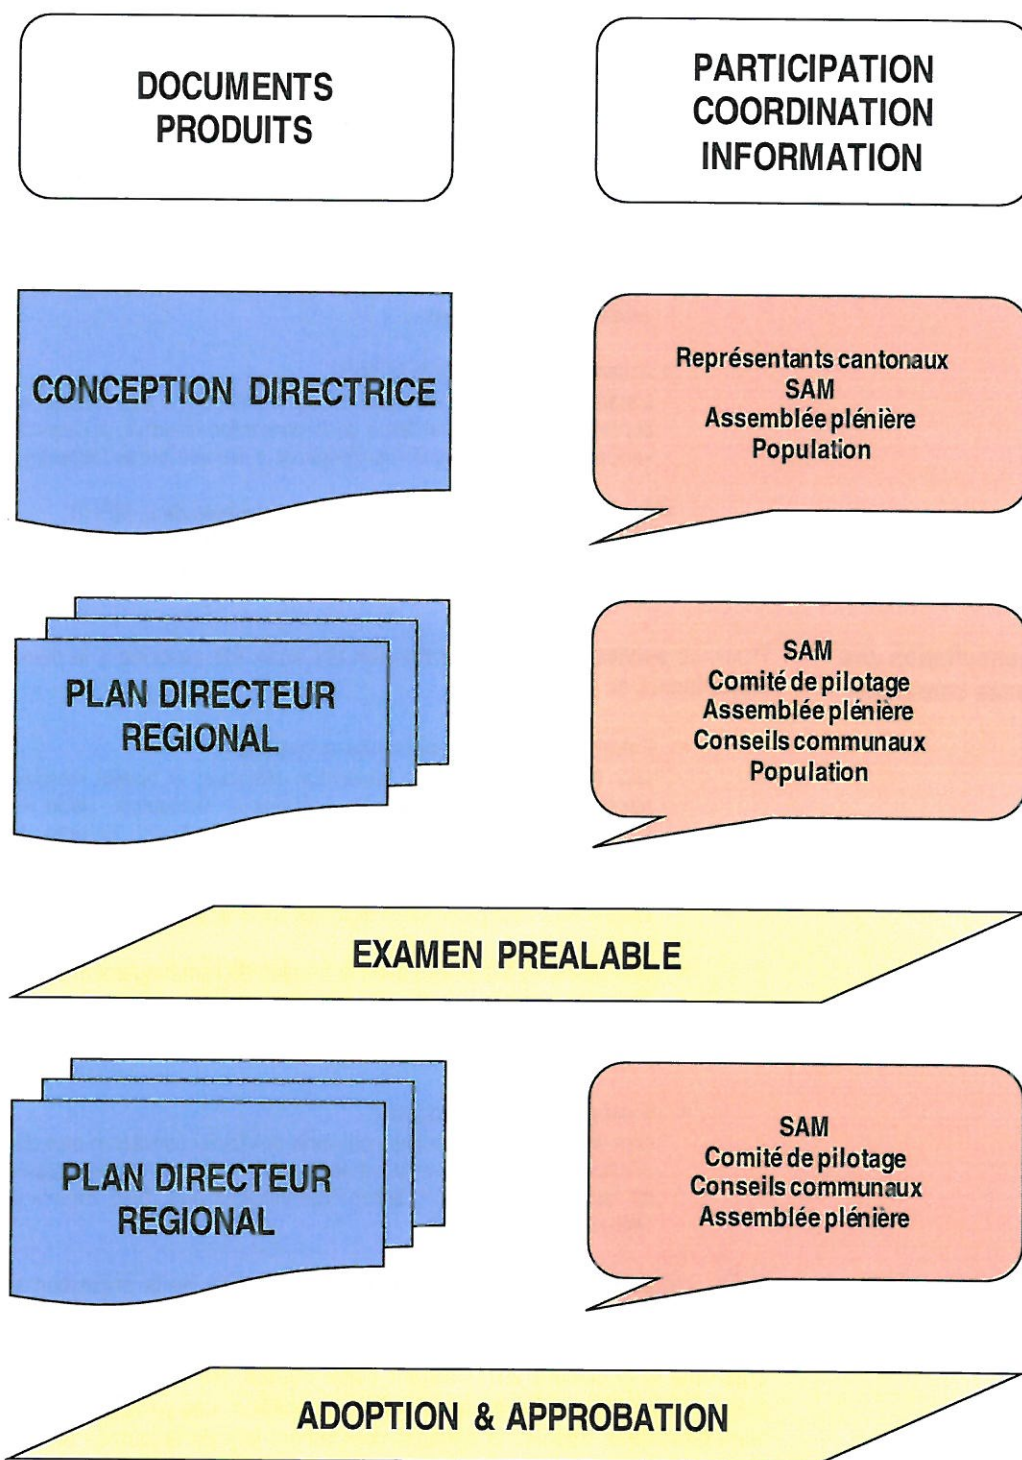 DOCUMENTS
PRODUITS
PARTICIPATION
COORDINATION
INFORMATION
CONCEPTION DIRECTRICE
Représentants cantonaux
SAM
Assemblée plénière
Population
PLAN DIRECTEUR
REGIONAL
SAM
Comité de pilotage
Assemblée plénière
Conseils communaux
Population
EXAMEN PREALABLE
PLAN DIRECTEUR
REGIONAL
SAM
Comité de pilotage
Conseils communaux
Assemblée plénière
ADOPTION & APPROBATION